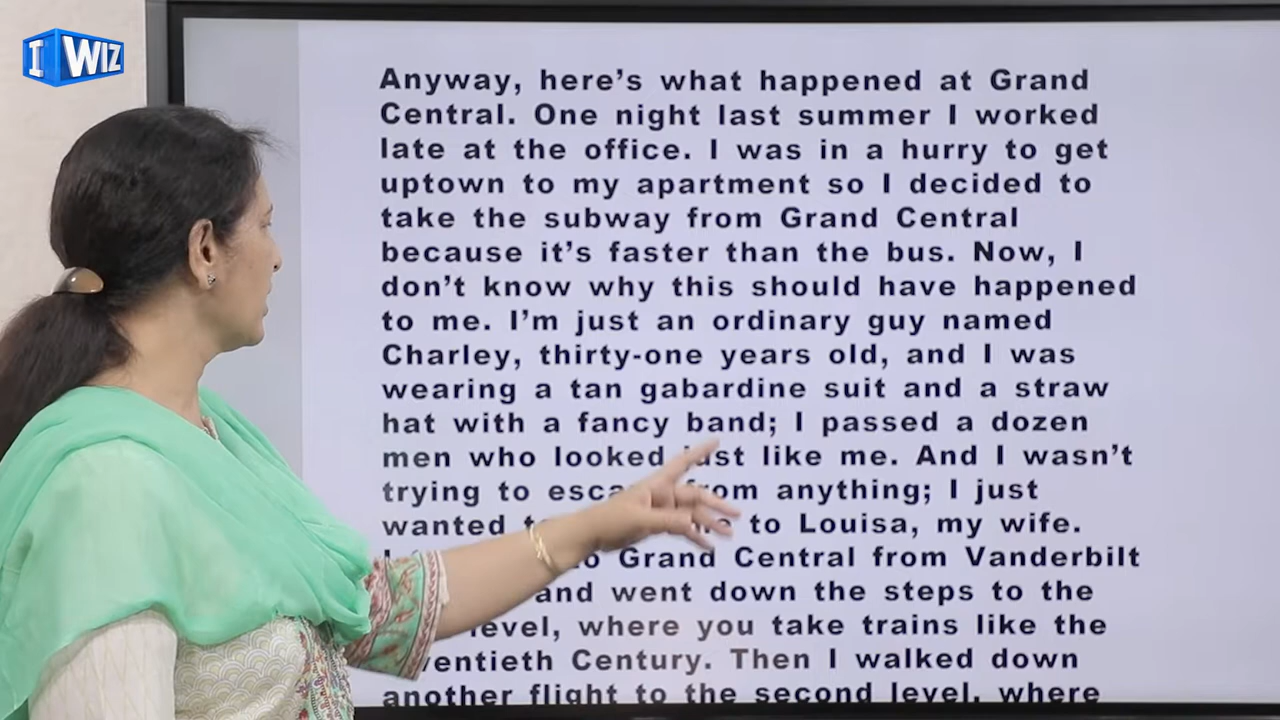 I WIZ
Anyway, here's what happened at Grand
Central. One night last summer I worked
late at the office. I was in a hurry to get
uptown to my apartment so I decided to
take the subway from Grand Central
because it's faster than the bus. Now, I
don't know why this should have happened
to me. I'm just an ordinary guy named
Charley, thirty-one years old, and I was
wearing a tan gabardine suit and a straw
hat with a fancy band; I passed a dozen
men who looked just like me. And I wasn't
trying to from anything; I just
wanted to Louisa, my wife.
Grand Central from Vanderbilt
and went down the steps to the
level, where you take trains like the
Century. Then I walked down
another flight to the second level, where